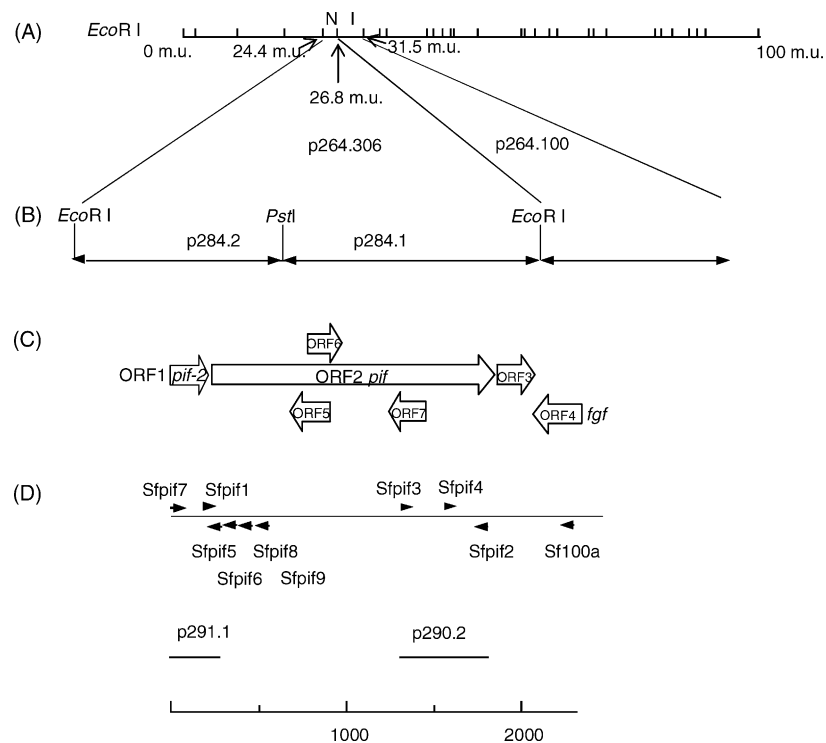 (A)
EcoR I
N I
0 m.u.
24.4 m.u.
31.5 m.u.
100 m.u.
26.8 m.u.
p264.306
p264.100
(B)
EcoR I
PstI
EcoR I
p284.2
p284.1
(C)
ORF6
ORF1 pif-2
ORF2 pif
ORF3
ORF5
ORF7
ORF4 fgf
(D)
Sfpif7
Sfpif1
Sfpif3
Sfpif4
Sfpif5
Sfpif8
Sfpif2
Sf100a
Sfpif6
Sfpif9
p291.1
p290.2
1000
2000